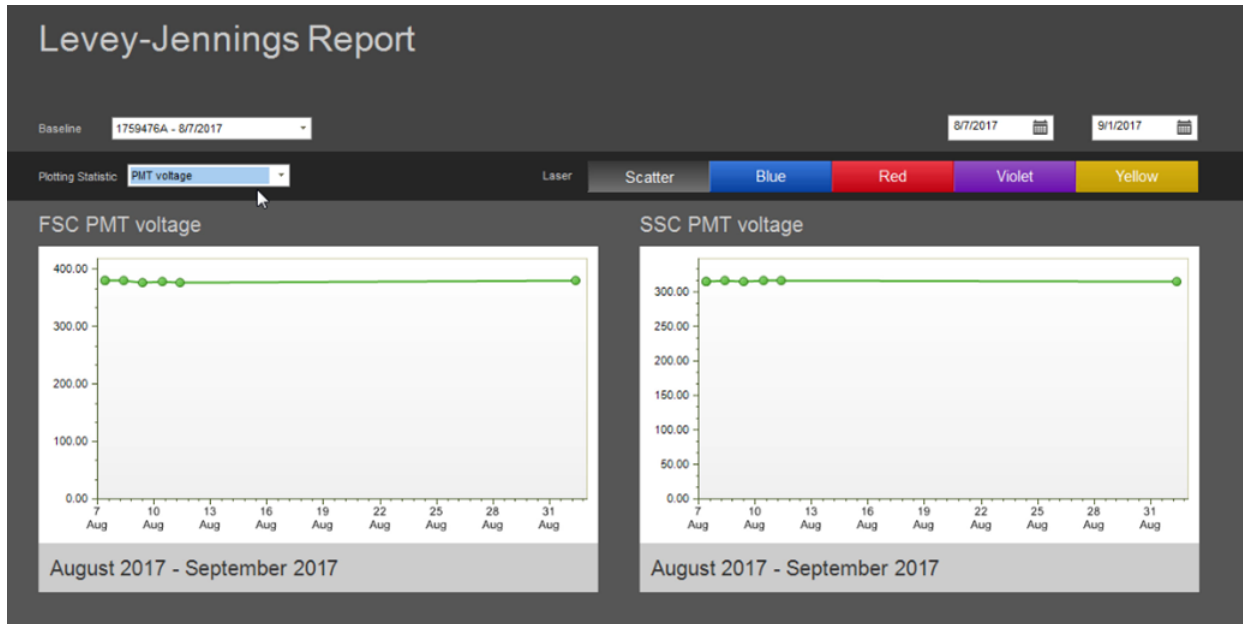 Levey-Jennings Report
Baseline 1759476A - 8/7/2017 8/7/2017 9/1/2017
Plotting Statistic PMT voltage Laser Scatter Blue Red Violet Yellow
FSC PMT voltage
400.00
300.00
200.00
100.00
0.00
7 10 13 16 19 22 25 28 31
Aug Aug Aug Aug Aug Aug Aug Aug Aug
August 2017 - September 2017
SSC PMT voltage
300.00
250.00
200.00
150.00
100.00
50.00
0.00
7 10 13 16 19 22 25 28 31
Aug Aug Aug Aug Aug Aug Aug Aug Aug
August 2017 - September 2017